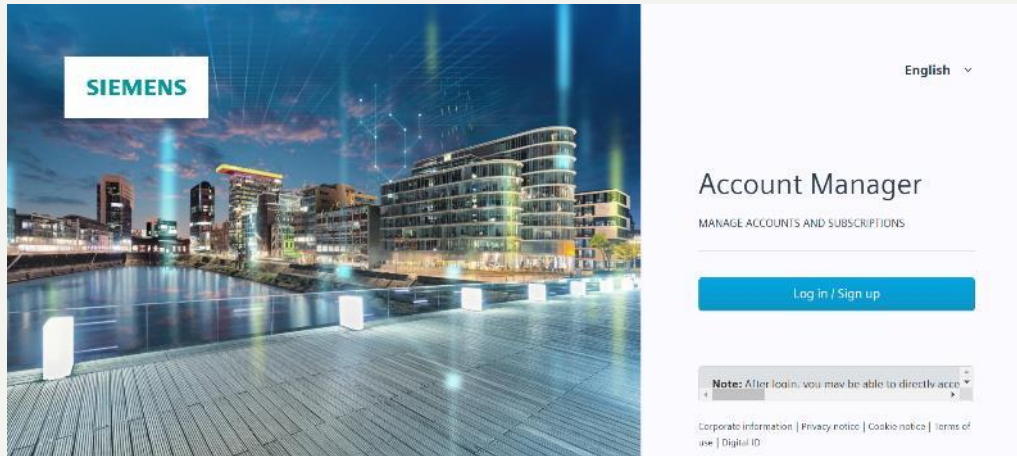 SIEMENS
English
Account Manager
MANAGE ACCOUNTS AND SUBSCRIPTIONS
Log in / Sign up
Note: After login, you may be able to directly acce
Corporate information | Privacy notice | Cookie notice | Terms of
use | Digital ID